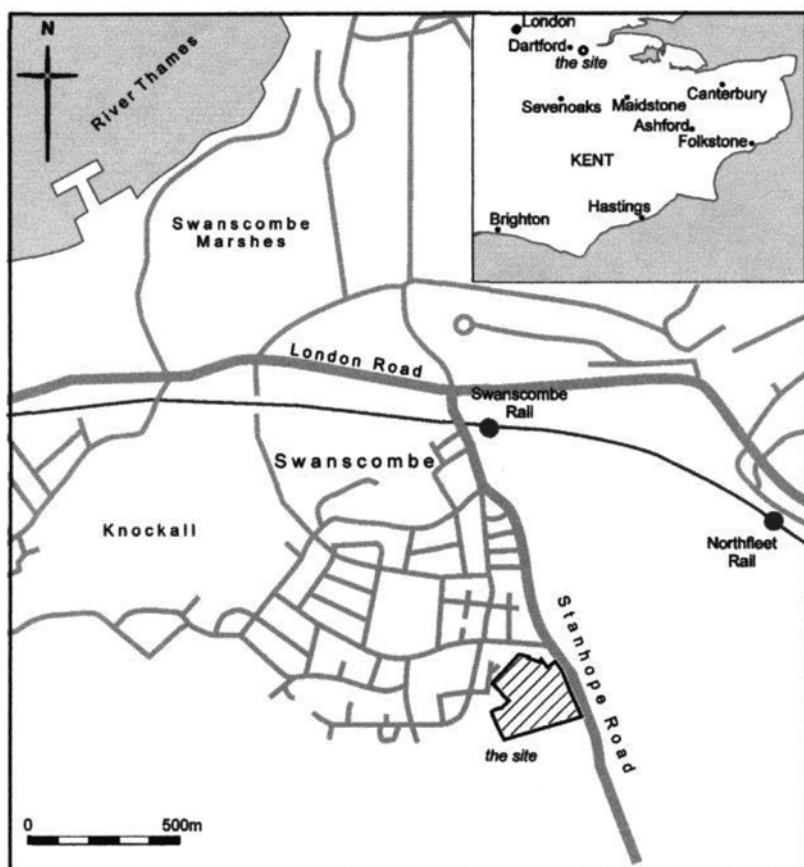 N
River Thames
London
Dartford
the site
Sevenoaks
Maidstone
Canterbury
Ashford
Folkstone
KENT
Hastings
Brighton
Swanscombe
Marshes
London Road
Swanscombe
Rail
Swanscombe
Knockall
Northfleet
Rail
Stanhope Road
the site
0
500m